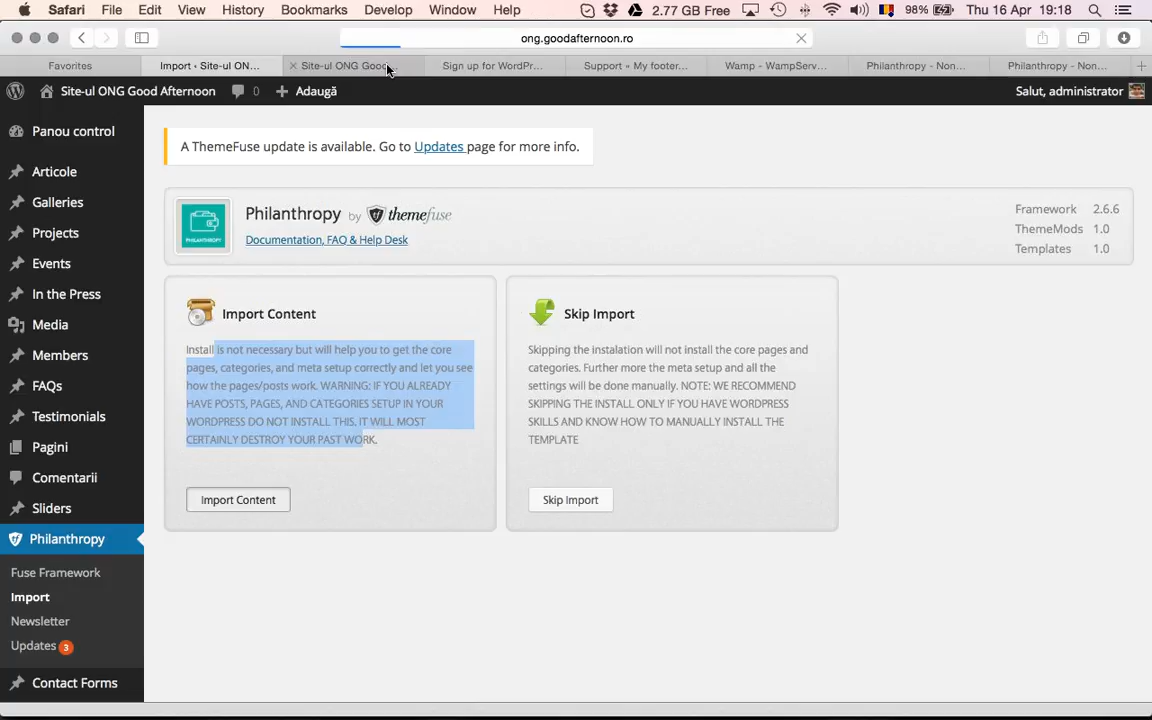 Safari File Edit View History Bookmarks Develop Window Help 2.77 GB Free 98% Thu 16 Apr 19:18
ong.goodafternoon.ro
Favorites Import ‹ Site-ul ON... Site-ul ONG Good... Sign up for WordPr... Support « My footer... Wamp - WampServ... Philanthropy - Non... Philanthropy - Non...
Site-ul ONG Good Afternoon 0 Adaugă Salut, administrator
Panou control
Articole
Galleries
Projects
Events
In the Press
Media
Members
FAQs
Testimonials
Pagini
Comentarii
Sliders
Philanthropy
Fuse Framework
Import
Newsletter
Updates 3
Contact Forms
A ThemeFuse update is available. Go to Updates page for more info.
PHILANTHROPY
Philanthropy by themefuse
Documentation, FAQ & Help Desk
Framework 2.6.6
ThemeMods 1.0
Templates 1.0
Import Content
Install is not necessary but will help you to get the core
pages, categories, and meta setup correctly and let you see
how the pages/posts work. WARNING: IF YOU ALREADY
HAVE POSTS, PAGES, AND CATEGORIES SETUP IN YOUR
WORDPRESS DO NOT INSTALL THIS. IT WILL MOST
CERTAINLY DESTROY YOUR PAST WORK.
Import Content
Skip Import
Skipping the instalation will not install the core pages and
categories. Further more the meta setup and all the
settings will be done manually. NOTE: WE RECOMMEND
SKIPPING THE INSTALL ONLY IF YOU HAVE WORDPRESS
SKILLS AND KNOW HOW TO MANUALLY INSTALL THE
TEMPLATE
Skip Import